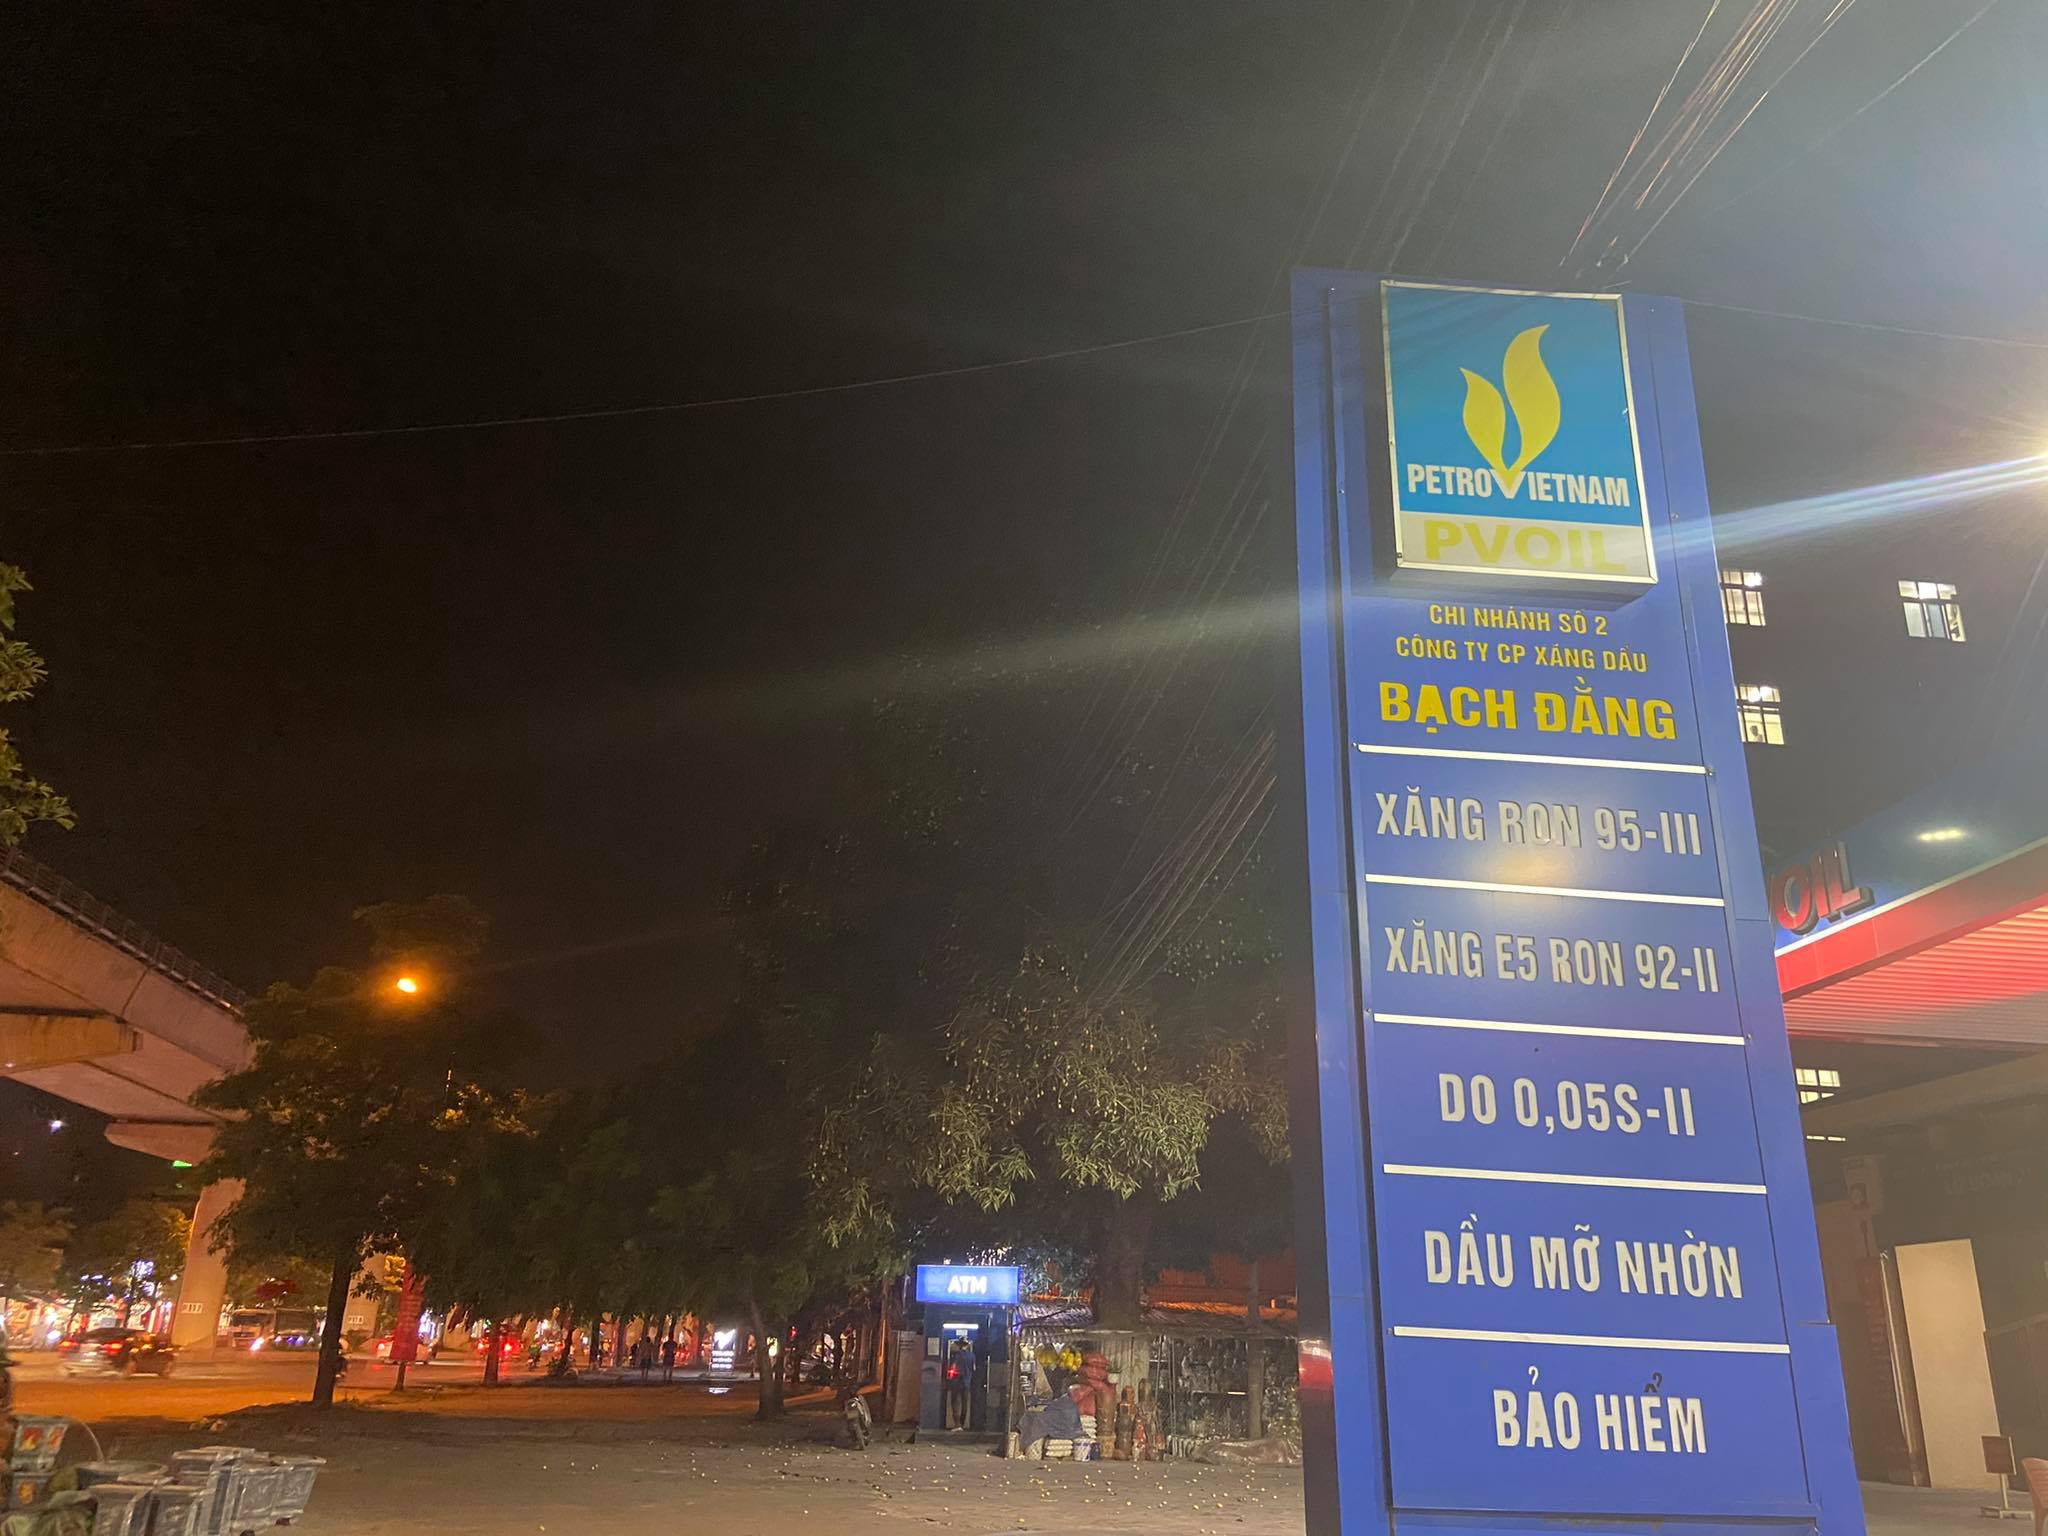 PETROVIETNAM
PVOIL
CHI NHÁNH SỐ 2
CÔNG TY CP XĂNG DẦU
BẠCH ĐẰNG
XĂNG RON 95-III
XĂNG E5 RON 92-II
DO 0,05S-II
DẦU MỠ NHỜN
BẢO HIỂM
OIL
ATM